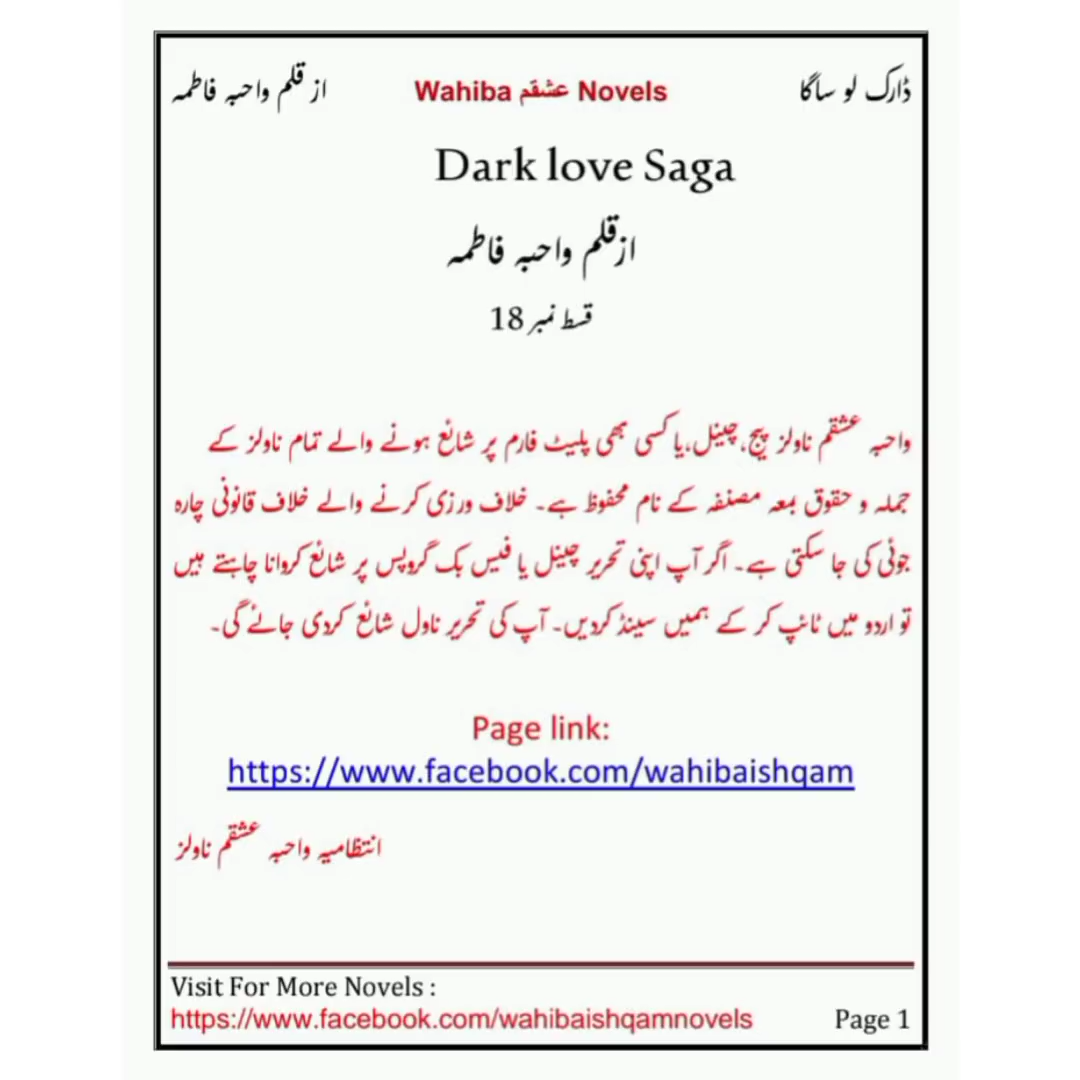 ڈارک لو ساگا Wahiba عشقم Novels از قلم واحبہ فاطمہ
Dark love Saga
از قلم واحبہ فاطمہ
قسط نمبر 18
واحبہ عشقم ناولز پیج، چینل، یا کسی بھی پلیٹ فارم پر شائع ہونے والے تمام ناولز کے
جملہ و حقوق بمعہ مصنفہ کے نام محفوظ ہے۔ خلاف ورزی کرنے والے خلاف قانونی چارہ
جوئی کی جا سکتی ہے۔ اگر آپ اپنی تحریر چینل یا فیس بک گروپس پر شائع کروانا چاہتے ہیں
تو اردو میں ٹائپ کر کے ہمیں سینڈ کردیں۔ آپ کی تحریر ناول شائع کردی جائے گی۔
Page link:
https://www.facebook.com/wahibaishqam
انتظامیہ واحبہ عشقم ناولز
Visit For More Novels :
https://www.facebook.com/wahibaishqamnovels Page 1